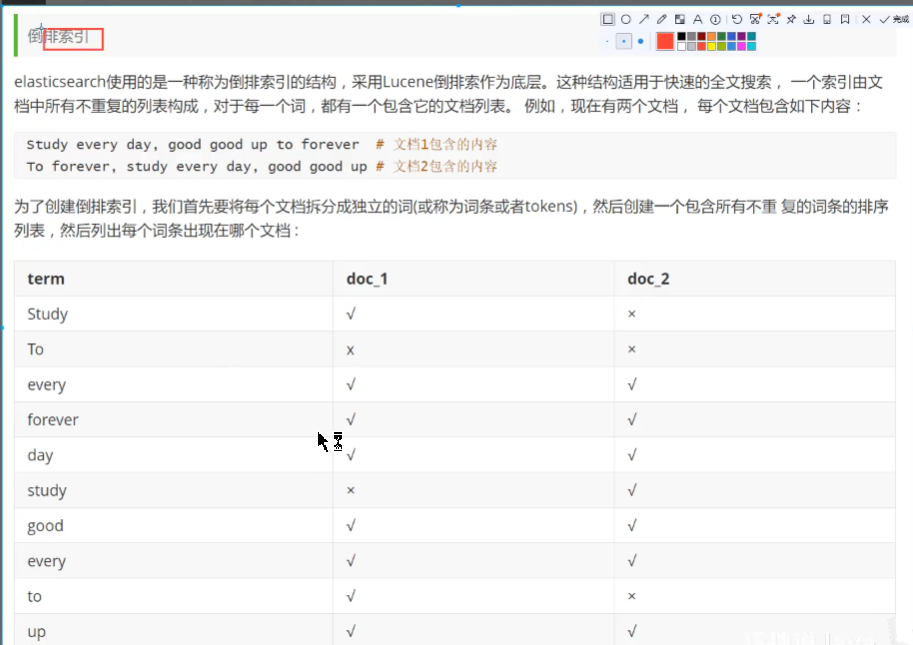 倒排索引
完成
elasticsearch使用的是一种称为倒排索引的结构，采用Lucene倒排索作为底层。这种结构适用于快速的全文搜索， 一个索引由文
档中所有不重复的列表构成，对于每一个词，都有一个包含它的文档列表。 例如，现在有两个文档， 每个文档包含如下内容：
Study every day, good good up to forever # 文档1包含的内容
To forever, study every day, good good up # 文档2包含的内容
为了创建倒排索引，我们首先要将每个文档拆分成独立的词(或称为词条或者tokens)，然后创建一个包含所有不重 复的词条的排序
列表，然后列出每个词条出现在哪个文档：
term doc_1 doc_2
Study √ ×
To x ×
every √ √
forever √ √
day √ √
study × √
good √ √
every √ √
to √ ×
up √ √